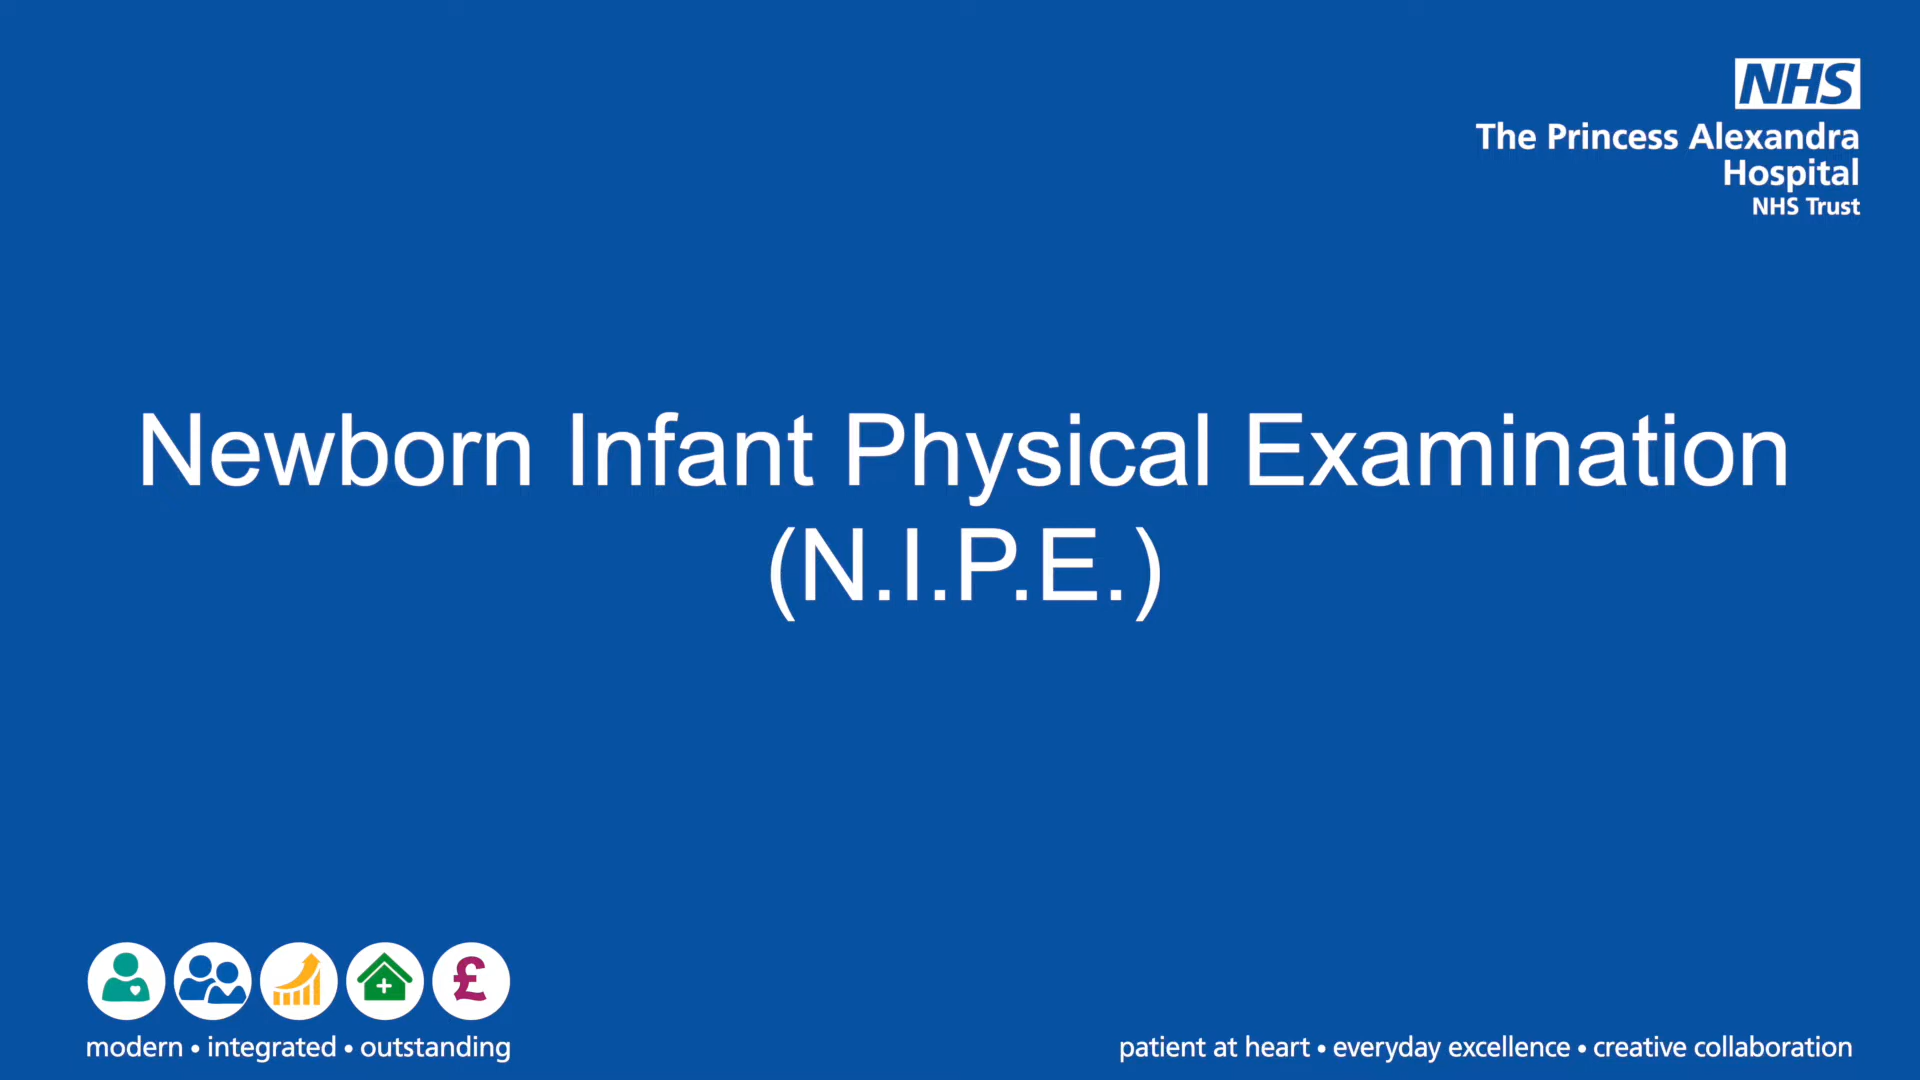 NHS
The Princess Alexandra
Hospital
NHS Trust
Newborn Infant Physical Examination
(N.I.P.E.)
£
modern • integrated • outstanding
patient at heart • everyday excellence • creative collaboration